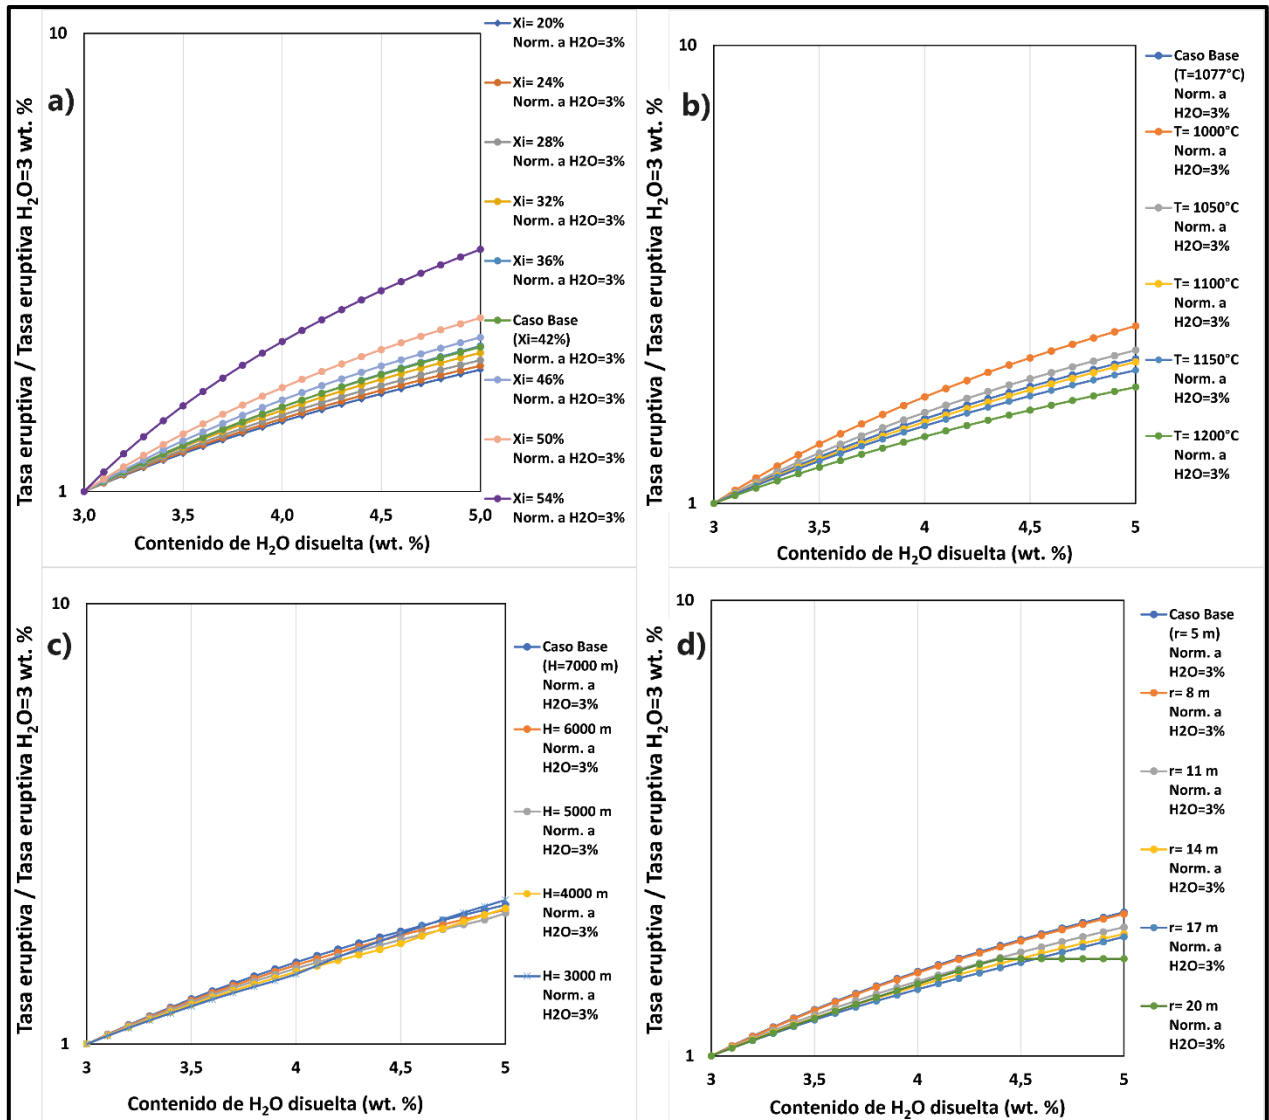 a)
Tasa eruptiva / Tasa eruptiva H₂O=3 wt. %
10
1
3,0
3,5
4,0
4,5
5,0
Contenido de H₂O disuelta (wt. %)
Xi= 20%
Norm. a H2O=3%
Xi= 24%
Norm. a H2O=3%
Xi= 28%
Norm. a H2O=3%
Xi= 32%
Norm. a H2O=3%
Xi= 36%
Norm. a H2O=3%
Caso Base
(Xi=42%)
Norm. a H2O=3%
Xi= 46%
Norm. a H2O=3%
Xi= 50%
Norm. a H2O=3%
Xi= 54%
Norm. a H2O=3%
b)
Tasa eruptiva / Tasa eruptiva H₂O=3 wt. %
10
1
3
3,5
4
4,5
5
Contenido de H₂O disuelta (wt. %)
Caso Base
(T=1077°C)
Norm. a
H2O=3%
T= 1000°C
Norm. a
H2O=3%
T= 1050°C
Norm. a
H2O=3%
T= 1100°C
Norm. a
H2O=3%
T= 1150°C
Norm. a
H2O=3%
T= 1200°C
Norm. a
H2O=3%
c)
Tasa eruptiva / Tasa eruptiva H₂O=3 wt. %
10
1
3
3,5
4
4,5
5
Contenido de H₂O disuelta (wt. %)
Caso Base
(H=7000 m)
Norm. a
H2O=3%
H= 6000 m
Norm. a
H2O=3%
H= 5000 m
Norm. a
H2O=3%
H=4000 m
Norm. a
H2O=3%
H= 3000 m
Norm. a
H2O=3%
d)
Tasa eruptiva / Tasa eruptiva H₂O=3 wt. %
10
1
3
3,5
4
4,5
5
Contenido de H₂O disuelta (wt. %)
Caso Base
(r= 5 m)
Norm. a
H2O=3%
r= 8 m
Norm. a
H2O=3%
r= 11 m
Norm. a
H2O=3%
r= 14 m
Norm. a
H2O=3%
r= 17 m
Norm. a
H2O=3%
r= 20 m
Norm. a
H2O=3%